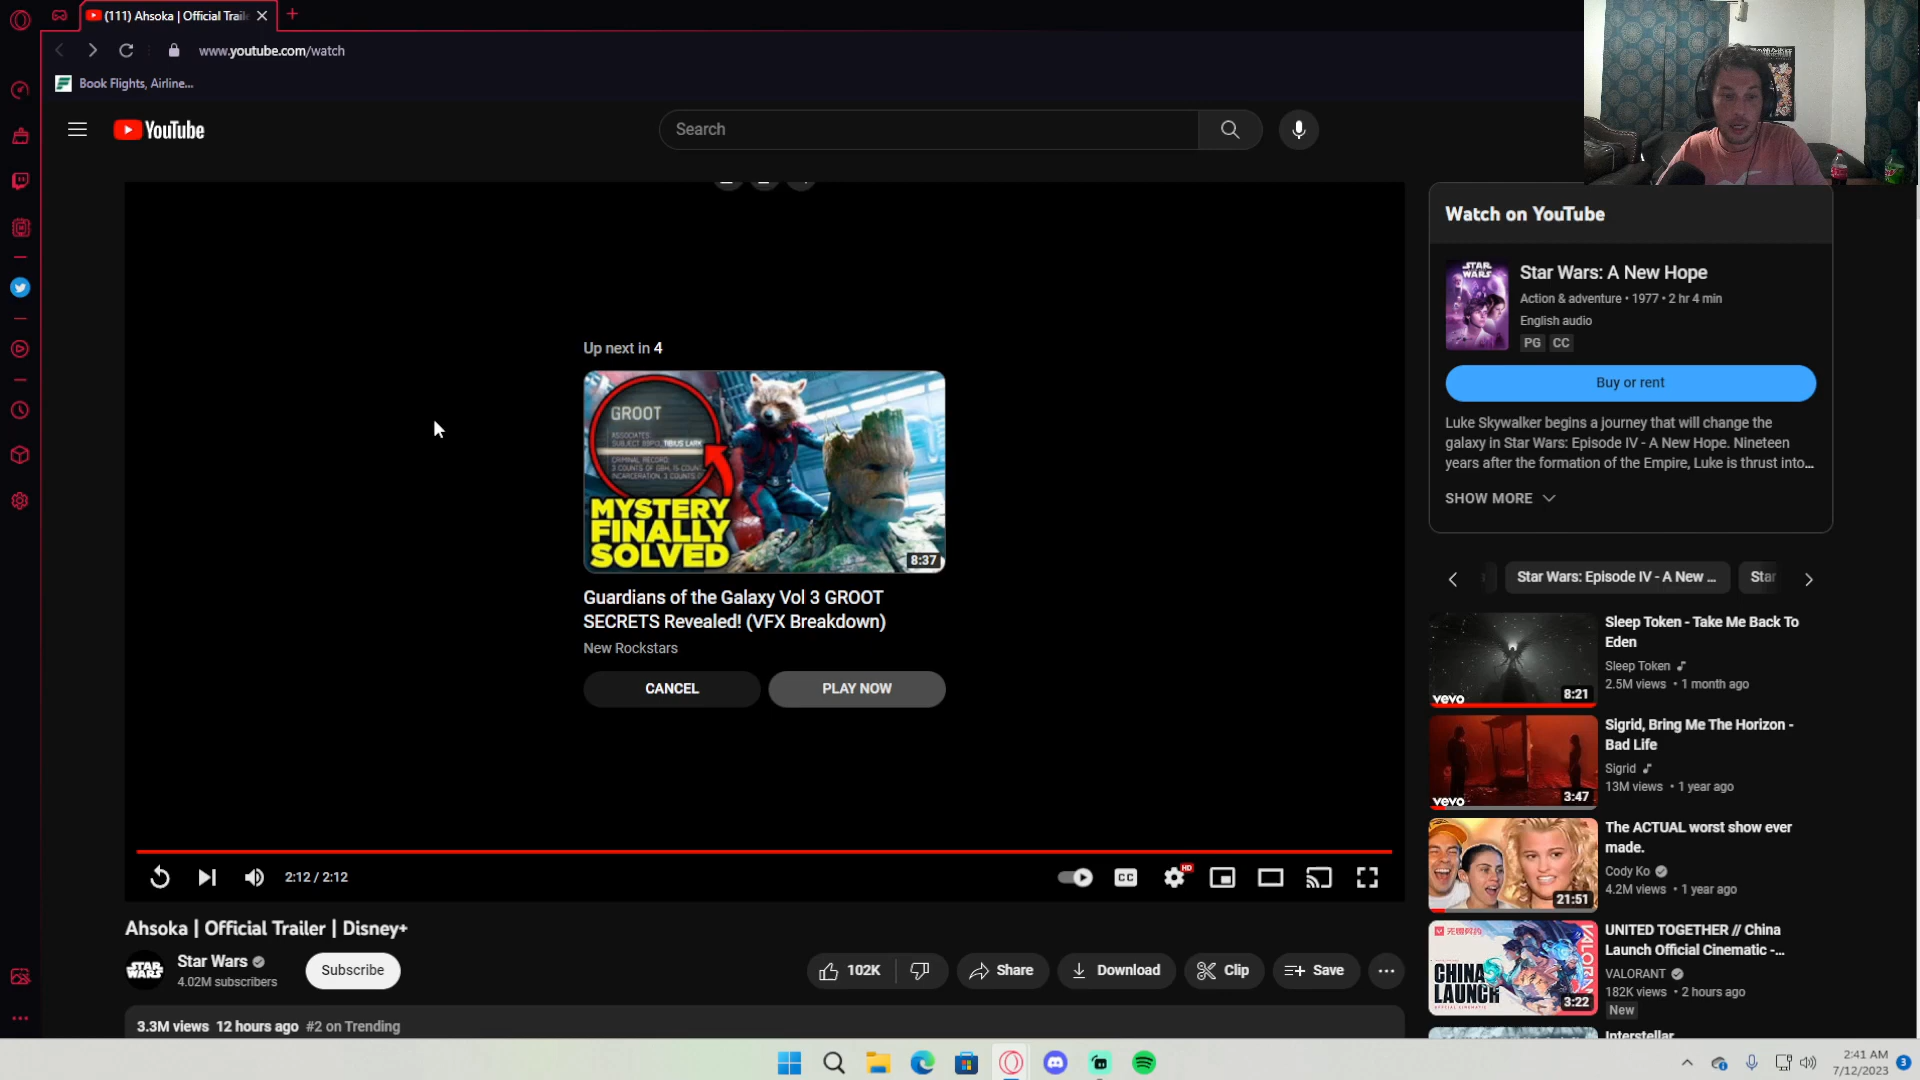 (111) Ahsoka | Official Trail
www.youtube.com/watch
Book Flights, Airline...
YouTube
Search
Up next in 4
GROOT
ASSOCIATES:
MYSTERY
FINALLY
SOLVED
8:37
Guardians of the Galaxy Vol 3 GROOT
SECRETS Revealed! (VFX Breakdown)
New Rockstars
CANCEL
PLAY NOW
2:12 / 2:12
CC
HD
Ahsoka | Official Trailer | Disney+
STAR WARS
Star Wars
4.02M subscribers
Subscribe
102K
Share
Download
Clip
Save
3.3M views 12 hours ago #2 on Trending
Watch on YouTube
STAR WARS
Star Wars: A New Hope
Action & adventure • 1977 • 2 hr 4 min
English audio
PG
CC
Buy or rent
Luke Skywalker begins a journey that will change the
galaxy in Star Wars: Episode IV - A New Hope. Nineteen
years after the formation of the Empire, Luke is thrust into...
SHOW MORE
Star Wars: Episode IV - A New ...
Star
vevo
8:21
Sleep Token - Take Me Back To
Eden
Sleep Token
2.5M views • 1 month ago
vevo
3:47
Sigrid, Bring Me The Horizon -
Bad Life
Sigrid
13M views • 1 year ago
21:51
The ACTUAL worst show ever
made.
Cody Ko
4.2M views • 1 year ago
CHINA
LAUNCH
3:22
UNITED TOGETHER // China
Launch Official Cinematic -...
VALORANT
182K views • 2 hours ago
New
Interstellar
2:41 AM
7/12/2023
3